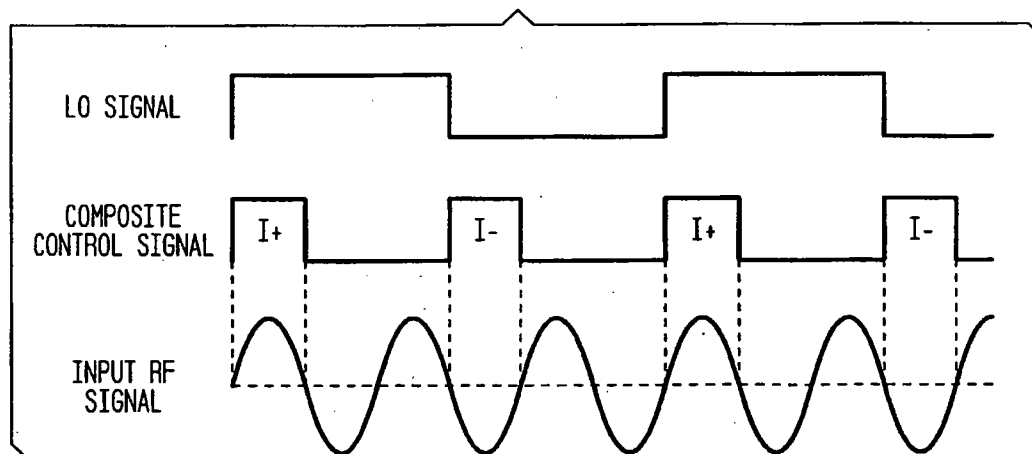 LO SIGNAL
COMPOSITE
CONTROL SIGNAL
I+ I- I+ I-
INPUT RF
SIGNAL